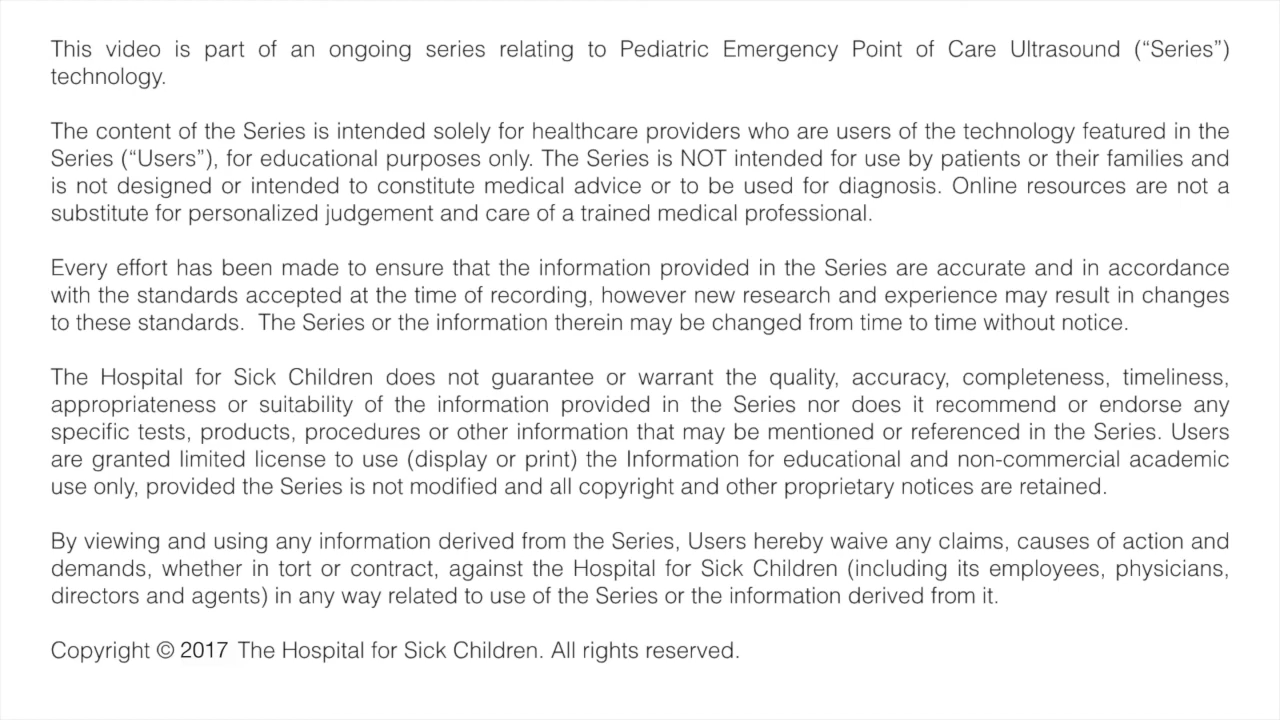 This video is part of an ongoing series relating to Pediatric Emergency Point of Care Ultrasound (“Series”)
technology.
The content of the Series is intended solely for healthcare providers who are users of the technology featured in the
Series (“Users”), for educational purposes only. The Series is NOT intended for use by patients or their families and
is not designed or intended to constitute medical advice or to be used for diagnosis. Online resources are not a
substitute for personalized judgement and care of a trained medical professional.
Every effort has been made to ensure that the information provided in the Series are accurate and in accordance
with the standards accepted at the time of recording, however new research and experience may result in changes
to these standards.  The Series or the information therein may be changed from time to time without notice.
The Hospital for Sick Children does not guarantee or warrant the quality, accuracy, completeness, timeliness,
appropriateness or suitability of the information provided in the Series nor does it recommend or endorse any
specific tests, products, procedures or other information that may be mentioned or referenced in the Series. Users
are granted limited license to use (display or print) the Information for educational and non-commercial academic
use only, provided the Series is not modified and all copyright and other proprietary notices are retained.
By viewing and using any information derived from the Series, Users hereby waive any claims, causes of action and
demands, whether in tort or contract, against the Hospital for Sick Children (including its employees, physicians,
directors and agents) in any way related to use of the Series or the information derived from it.
Copyright © 2017 The Hospital for Sick Children. All rights reserved.